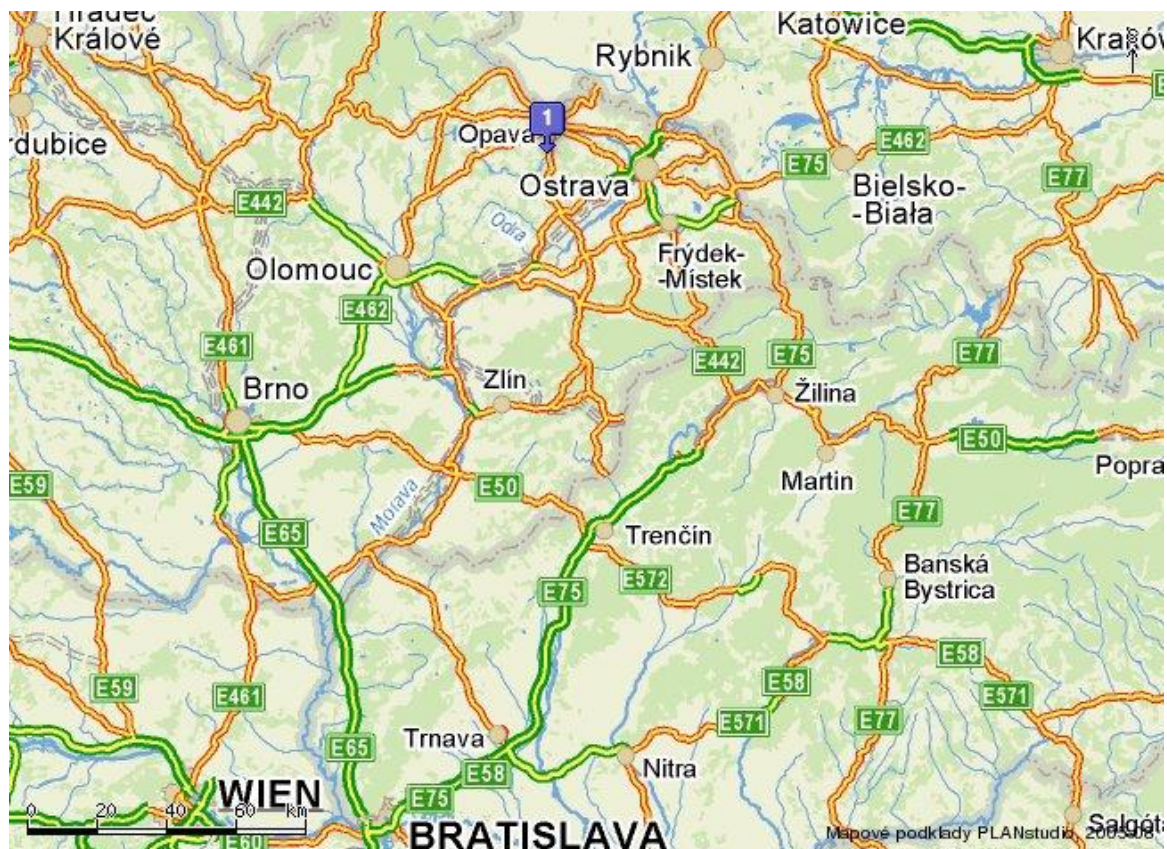 Hradec
Králové
Katowice
Kraków
Rybnik
1
Opava
E462
E75
Ostrava
Bielsko-
-Biała
E77
E442
Odra
Olomouc
Frýdek-
-Místek
E462
E461
E442
E75
E77
Brno
Zlín
Žilina
E50
Martin
E59
E50
E77
Morava
E65
Trenčín
E75
E572
Banská
Bystrica
E58
E59
E461
E58
E571
E571
E77
Trnava
E65
E58
Nitra
E75
WIEN
0 20 40 60 km
E60
BRATISLAVA
Mapové podklady PLANstudio, 2005-08